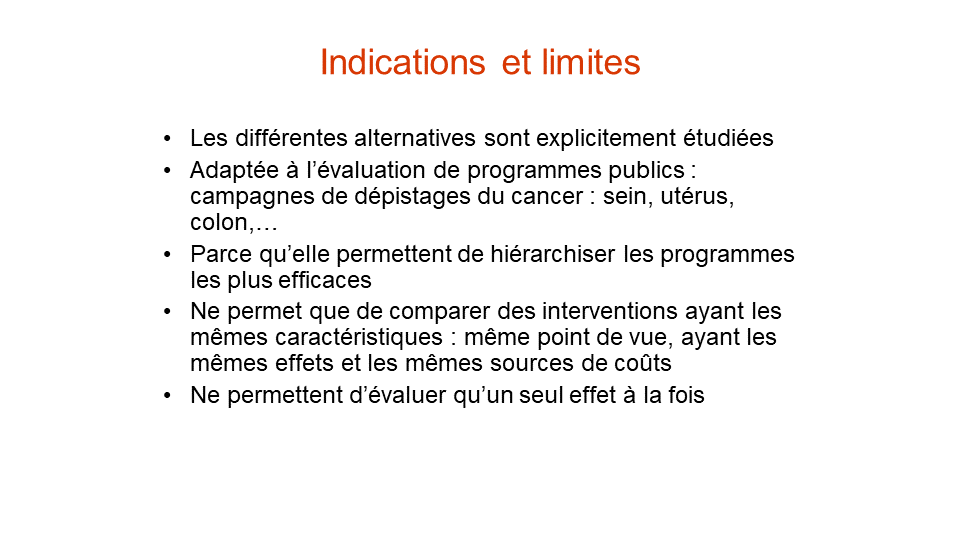 Indications et limites
• Les différentes alternatives sont explicitement étudiées
• Adaptée à l’évaluation de programmes publics :
campagnes de dépistages du cancer : sein, utérus,
colon,…
• Parce qu’elle permettent de hiérarchiser les programmes
les plus efficaces
• Ne permet que de comparer des interventions ayant les
mêmes caractéristiques : même point de vue, ayant les
mêmes effets et les mêmes sources de coûts
• Ne permettent d’évaluer qu’un seul effet à la fois